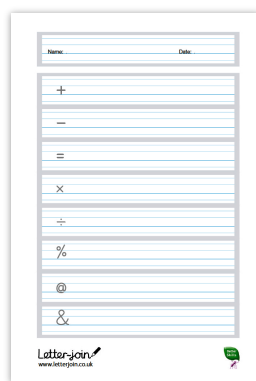 Name: Date:
+
−
=
×
÷
%
@
&
Letter-join
www.letterjoin.co.uk